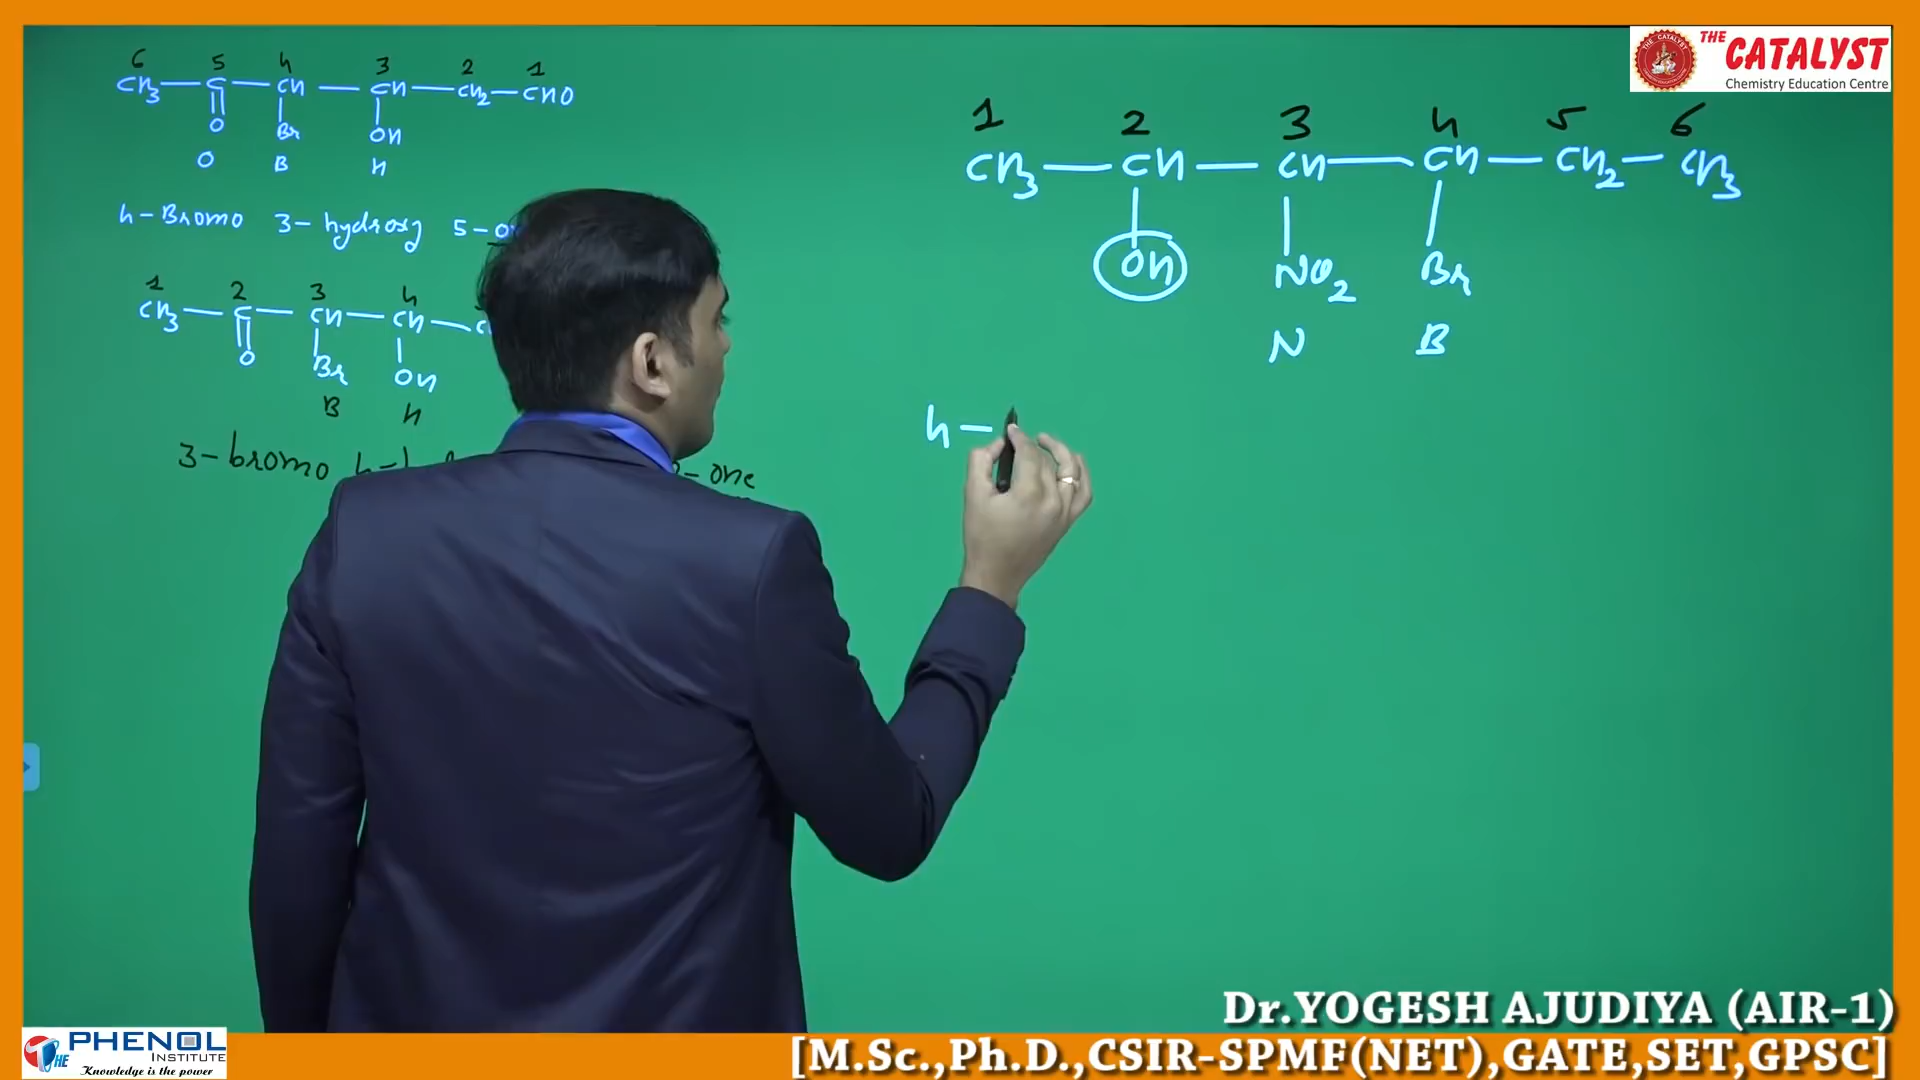 6 5 4 3 2 1
CH3—C—CH—CH—CH2—CHO
O Br OH
O B H
4-Bromo 3-hydroxy 5-
1 2 3 4
CH3—C—CH—CH—
O Br OH
B H
3-bromo 4- -one
THE CATALYST
Chemistry Education Centre
1 2 3 4 5 6
CH3—CH—CH—CH—CH2—CH3
OH NO2 Br
N B
4-
Dr.YOGESH AJUDIYA (AIR-1)
[M.Sc.,Ph.D.,CSIR-SPMF(NET),GATE,SET,GPSC]
THE PHENOL
INSTITUTE
Knowledge is the power